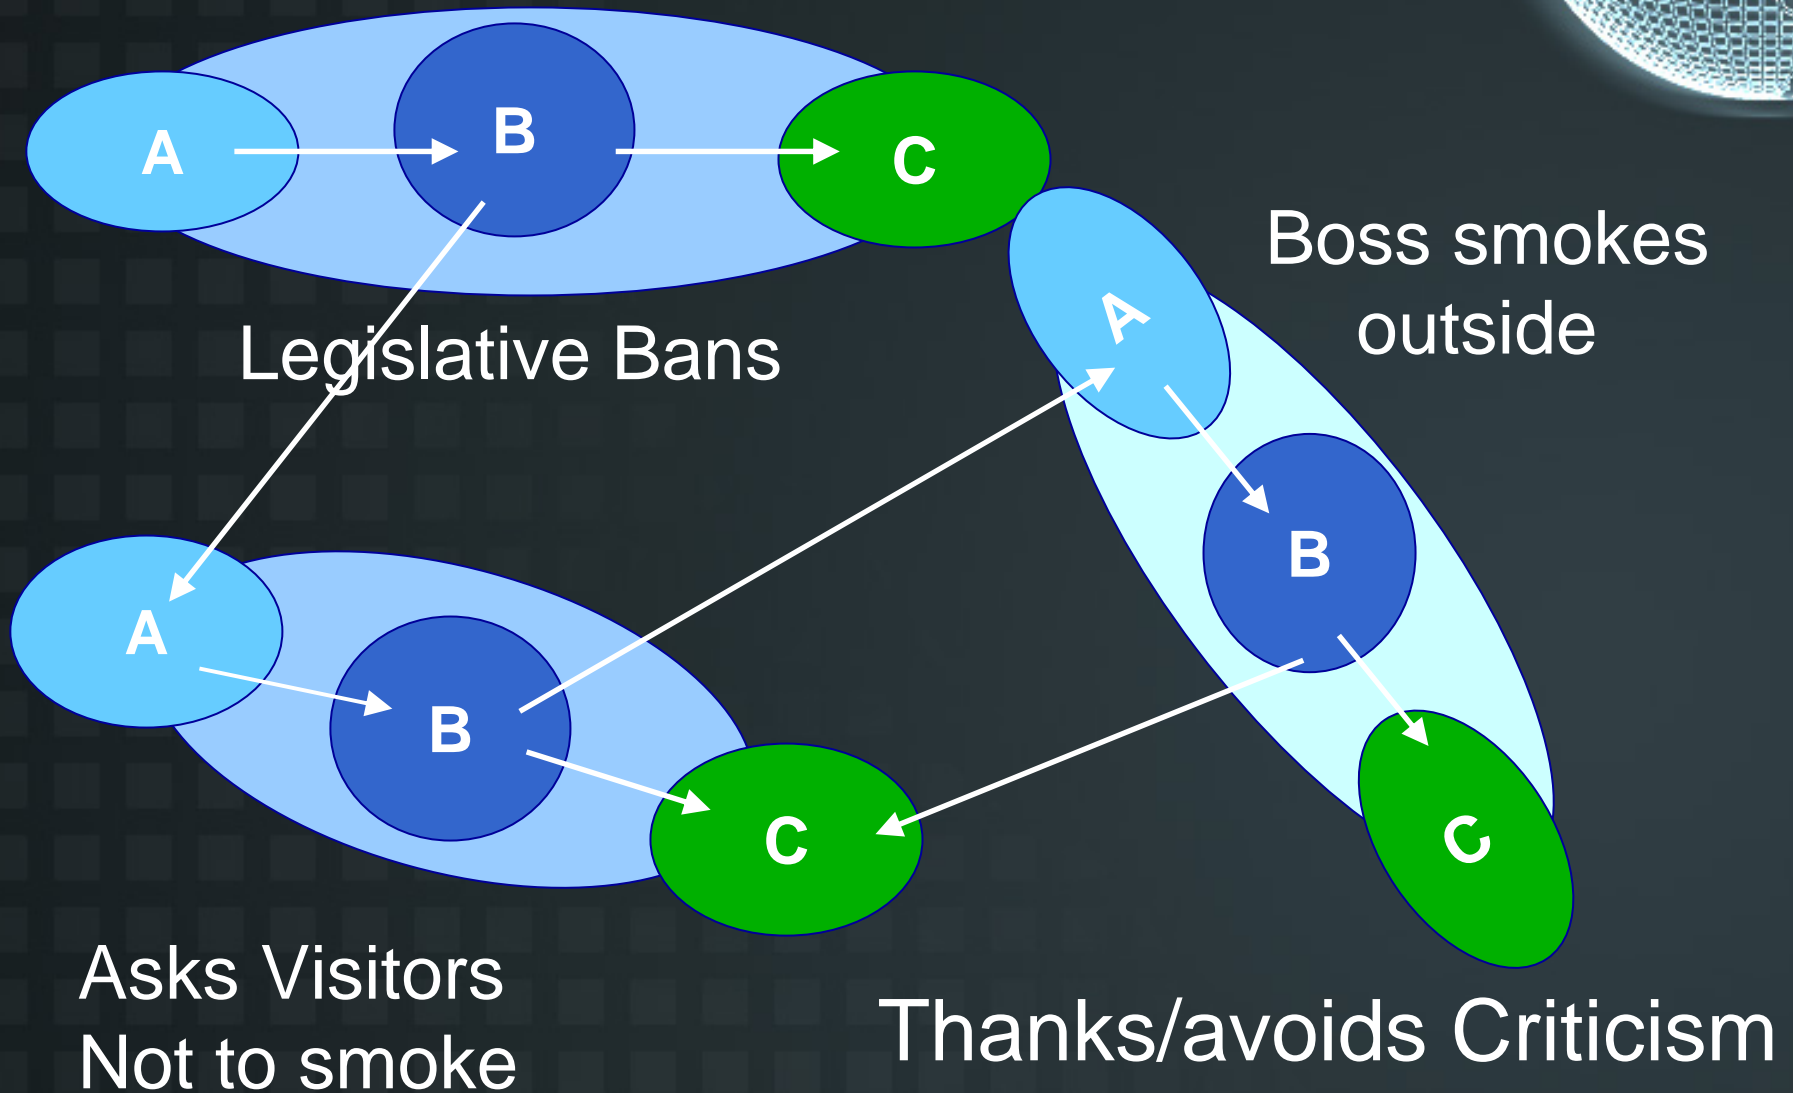 A
B
C
Legislative Bans
Boss smokes
outside
A
B
C
A
B
C
Asks Visitors
Not to smoke
Thanks/avoids Criticism